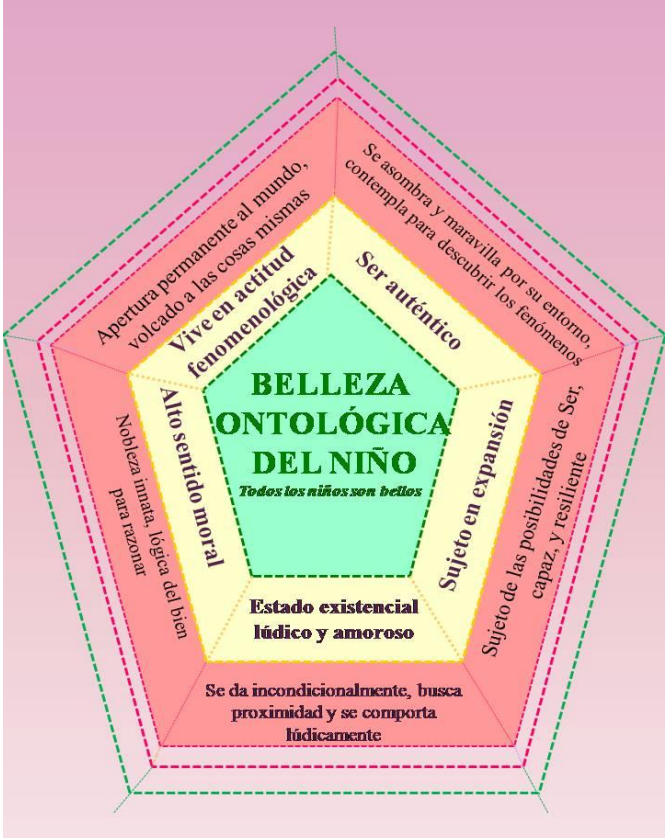 BELLEZA
ONTOLÓGICA
DEL NIÑO
Todos los niños son bellos
Vive en actitud
fenomenológica
Apertura permanente al mundo,
volcado a las cosas mismas
Ser auténtico
Se asombra y maravilla por su entorno,
contempla para descubrir los fenómenos
Sujeto en expansión
Sujeto de las posibilidades de Ser,
capaz, y resiliente
Estado existencial
lúdico y amoroso
Se da incondicionalmente, busca
proximidad y se comporta
lúdicamente
Alto sentido moral
Nobleza innata, lógica del bien
para razonar